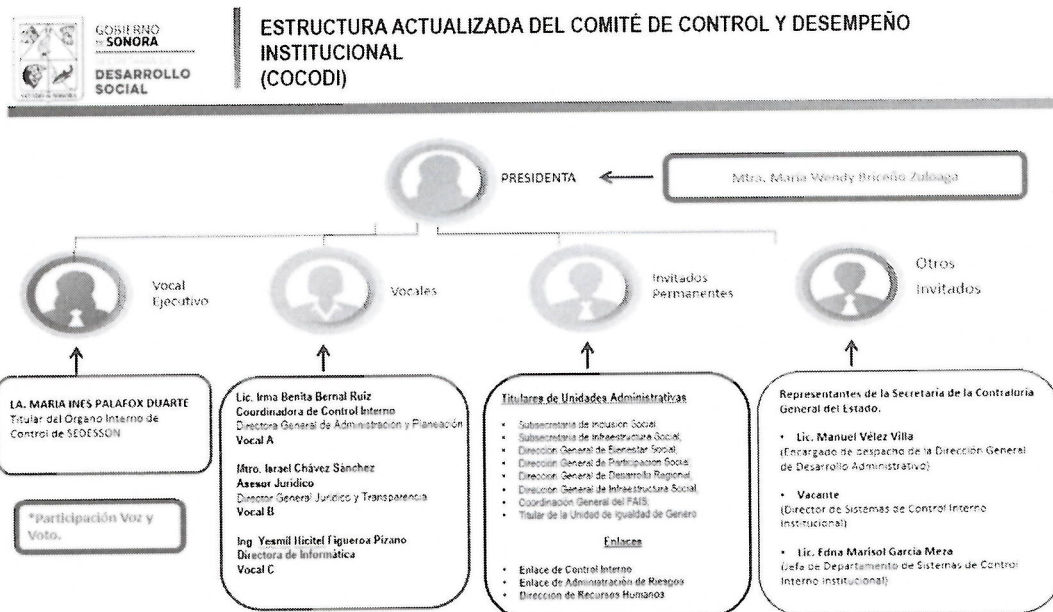 GOBIERNO
DE SONORA
SECRETARÍA DE
DESARROLLO
SOCIAL
ESTADO DE SONORA
ESTRUCTURA ACTUALIZADA DEL COMITÉ DE CONTROL Y DESEMPEÑO
INSTITUCIONAL
(COCODI)
PRESIDENTA
Mtra. María Wendy Briceño Zuloaga
Vocal
Ejecutivo
Vocales
Invitados
Permanentes
Otros
Invitados
LA. MARIA INES PALAFOX DUARTE
Titular del Organo Interno de
Control de SEDESSON
*Participación Voz y
Voto.
Lic. Irma Benita Bernal Ruiz
Coordinadora de Control Interno
Directora General de Administración y Planeación
Vocal A
Mtro. Israel Chávez Sánchez
Asesor Jurídico
Director General Jurídico y Transparencia
Vocal B
Ing. Yesmil Hicitel Figueroa Pizano
Directora de Informática
Vocal C
Titulares de Unidades Administrativas
• Subsecretaria de Inclusión Social
• Subsecretaria de Infraestructura Social,
• Dirección General de Bienestar Social,
• Dirección General de Participación Social
• Dirección General de Desarrollo Regional,
• Dirección General de Infraestructura Social,
• Coordinación General del FAIS,
• Titular de la Unidad de Igualdad de Genero
Enlaces
• Enlace de Control Interno
• Enlace de Administración de Riesgos
• Dirección de Recursos Humanos
Representantes de la Secretaría de la Contraloría
General del Estado.
• Lic. Manuel Vélez Villa
(Encargado de despacho de la Dirección General
de Desarrollo Administrativo)
• Vacante
(Director de Sistemas de Control Interno
Institucional)
• Lic. Edna Marisol García Meza
(Jefa de Departamento de Sistemas de Control
Interno Institucional)